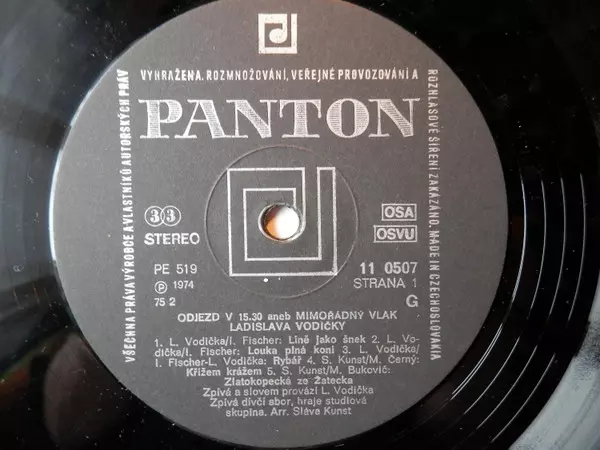 VYHRAŽENA. ROZMNOŽOVÁNÍ, VEŘEJNÉ PROVOZOVÁNÍ A
VŠECHNA PRÁVA VÝROBCE A VLASTNÍKŮ AUTORSKÝCH PRÁV
ROZHLASOVÉ ŠÍŘENÍ ZAKÁZÁNO. MADE IN CZECHOSLOVAKIA
PANTON
33
STEREO
OSA
OSVU
PE 519
11 0507
Ⓟ 1974
STRANA 1
75 2
G
ODJEZD V 15.30 aneb MIMOŘÁDNÝ VLAK
LADISLAVA VODIČKY
1. L. Vodička/I. Fischer: Líně jako šnek 2. L. Vo-
dička/I. Fischer: Louka plná koní 3. L. Vodička/
I. Fischer-L. Vodička: Rybář 4. S. Kunst/M. Černý:
Křížem krážem 5. S. Kunst/M. Bukovič:
Zlatokopecká ze Žatecka
Zpívá a slovem provází L. Vodička
Zpívá dívčí sbor, hraje studiová
skupina. Arr. Sláva Kunst